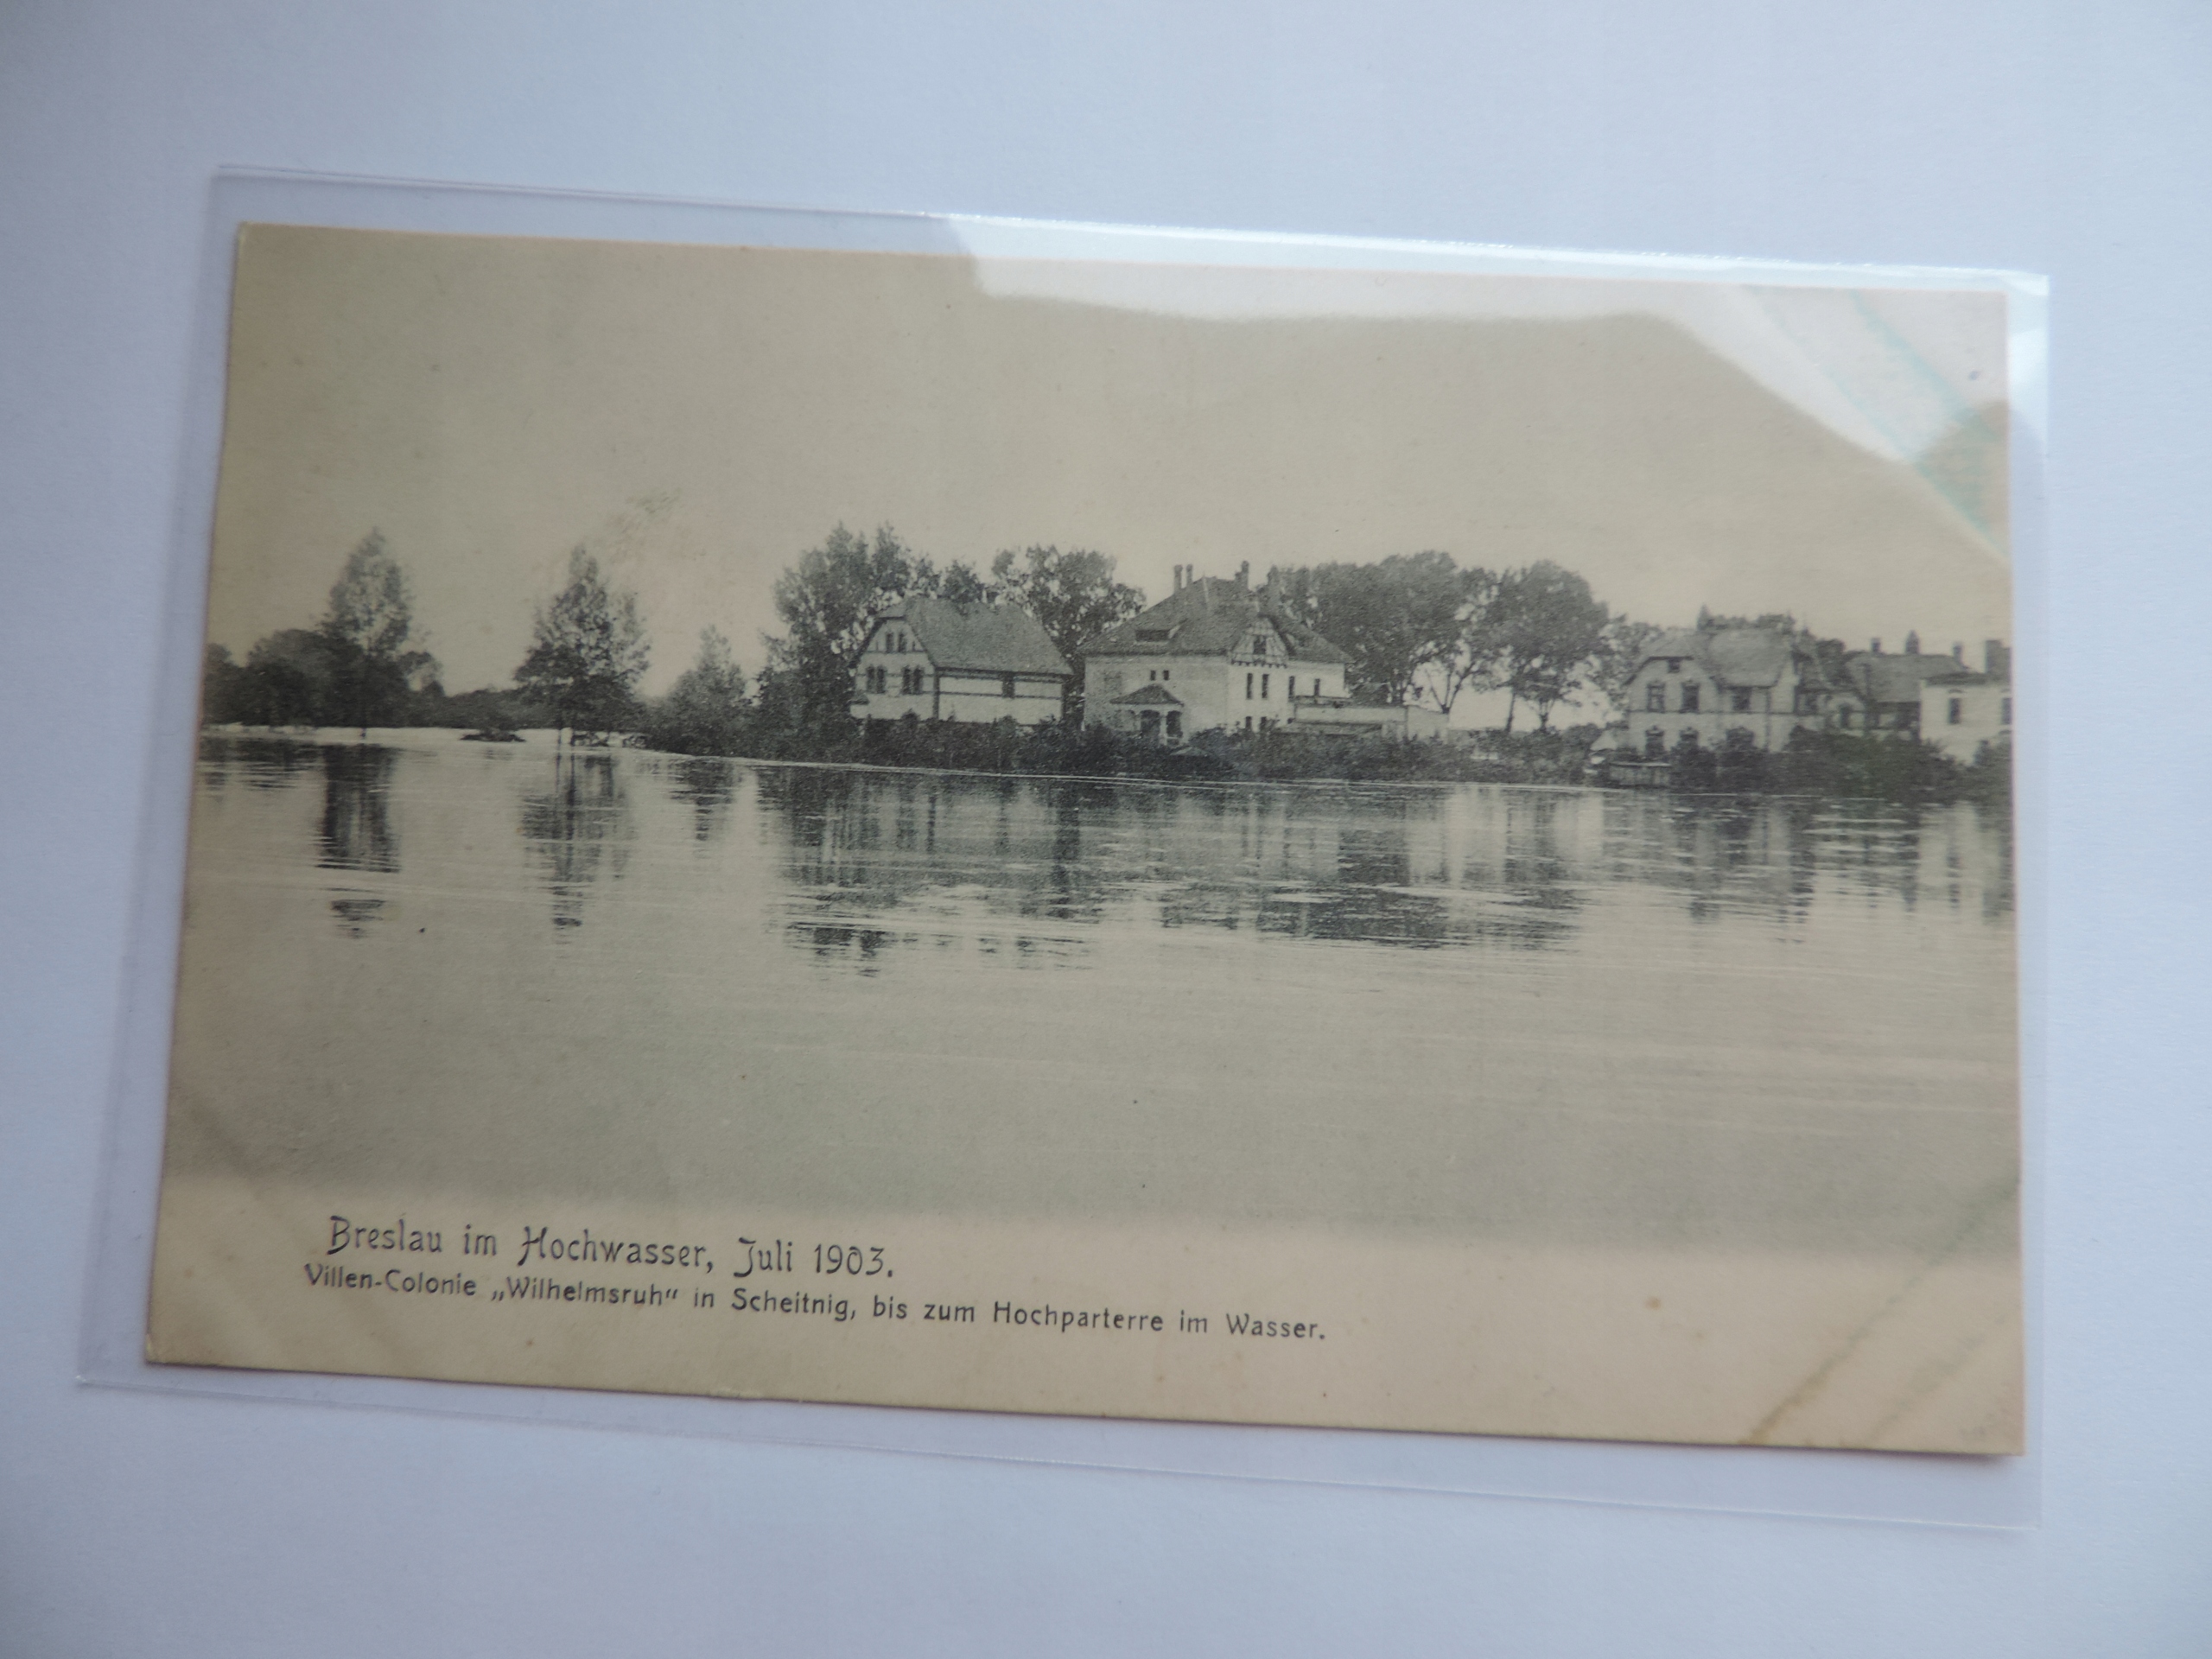 Breslau im Hochwasser, Juli 1903.
Villen-Colonie „Wilhelmsruh“ in Scheitnig, bis zum Hochparterre im Wasser.